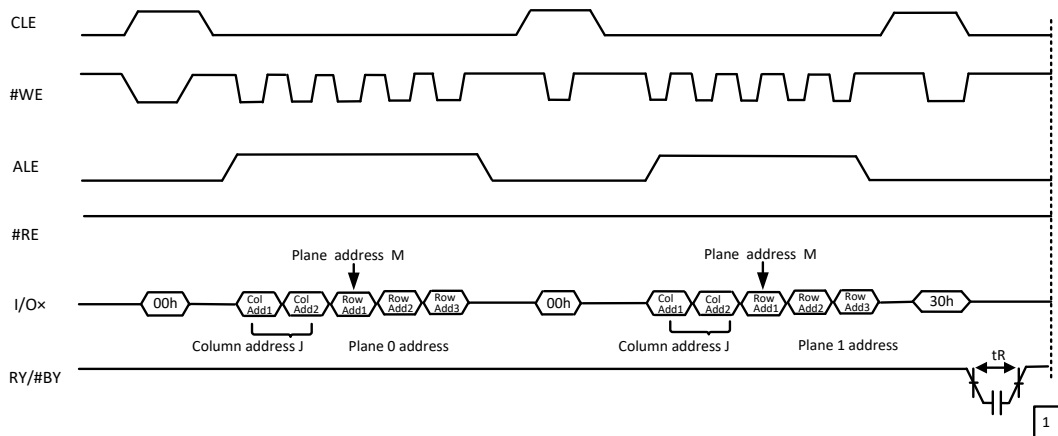 CLE
#WE
ALE
#RE
Plane address M
Plane address M
I/O×
00h
Col Add1
Col Add2
Row Add1
Row Add2
Row Add3
00h
Col Add1
Col Add2
Row Add1
Row Add2
Row Add3
30h
Column address J
Plane 0 address
Column address J
Plane 1 address
RY/#BY
tR
1